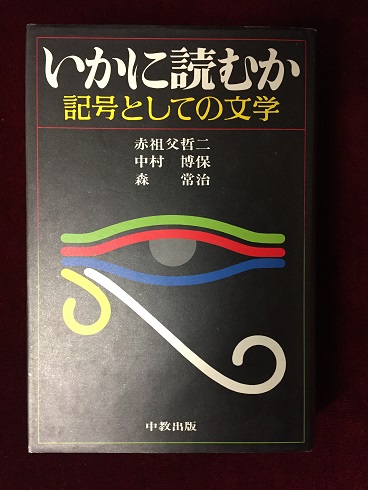 いかに読むか
記号としての文学
赤祖父哲二
中村 博保
森 常治
中教出版